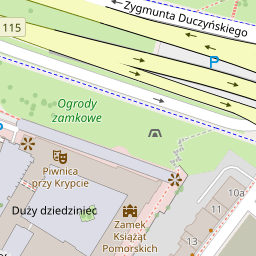 Zygmunta Duczyńskiego
115
P
Ogrody
zamkowe
P
Piwnica
przy Krypcie
10a
Duży dziedziniec
11
13
Zamek
Książąt
Pomorskich